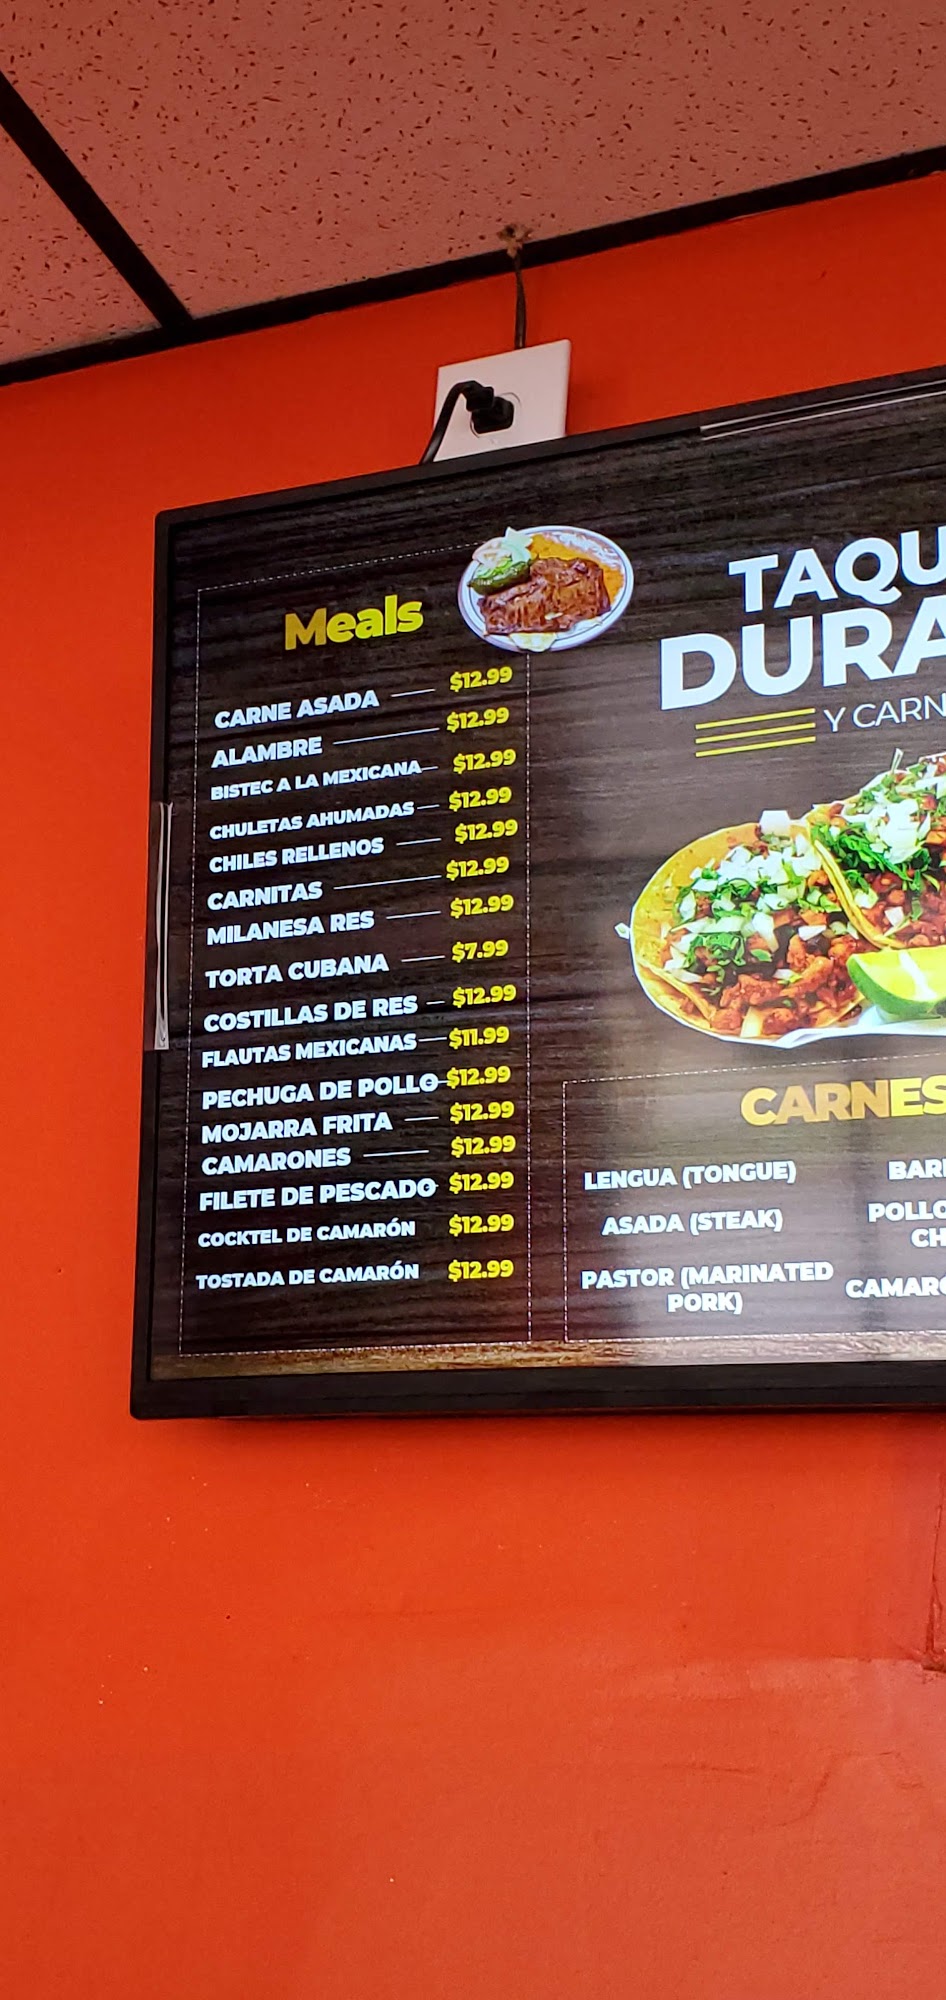 Meals
CARNE ASADA $12.99
ALAMBRE $12.99
BISTEC A LA MEXICANA $12.99
CHULETAS AHUMADAS $12.99
CHILES RELLENOS $12.99
CARNITAS $12.99
MILANESA RES $12.99
TORTA CUBANA $7.99
COSTILLAS DE RES $12.99
FLAUTAS MEXICANAS $11.99
PECHUGA DE POLLO $12.99
MOJARRA FRITA $12.99
CAMARONES $12.99
FILETE DE PESCADO $12.99
COCKTEL DE CAMARÓN $12.99
TOSTADA DE CAMARÓN $12.99
TAQU
DURA
Y CARN
CARNES
LENGUA (TONGUE)
ASADA (STEAK)
PASTOR (MARINATED
PORK)
BAR
POLLO
CH
CAMARO